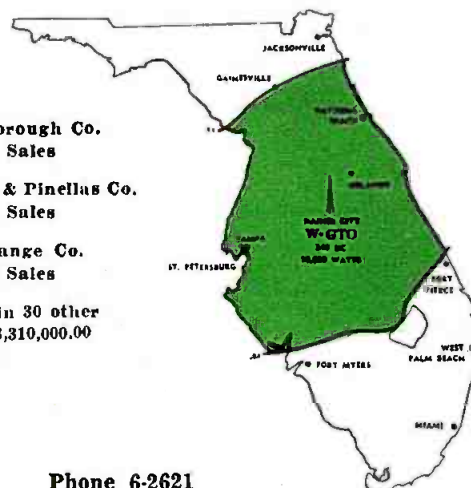 JACKSONVILLE
GAINESVILLE
DAYTONA
BEACH
orough Co.
Sales
ORLANDO
& Pinellas Co.
Sales
HAINES CITY
W-GTO
540 KC
10,000 WATTS
TAMPA
ange Co.
Sales
ST. PETERSBURG
FORT
PIERCE
in 30 other
,310,000.00
WEST
PALM BEACH
FORT MYERS
MIAMI
Phone 6-2621